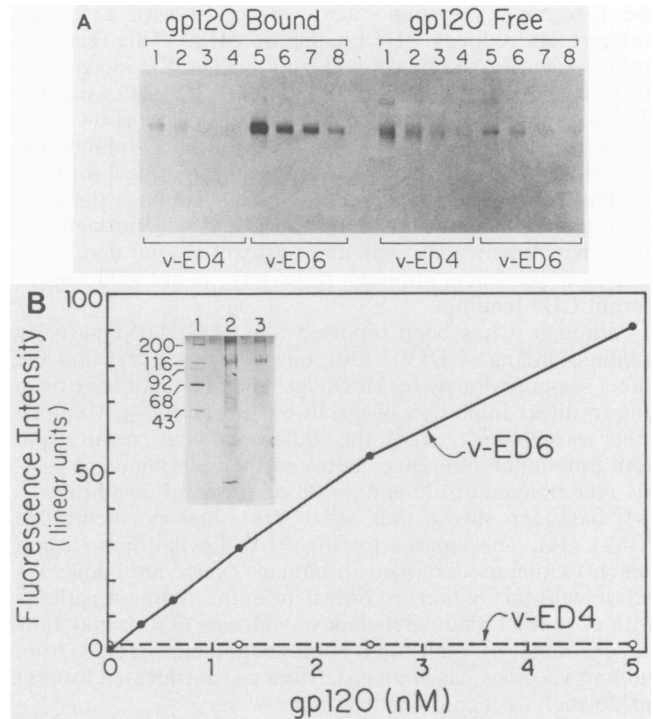 A
gp120 Bound gp120 Free
1 2 3 4 5 6 7 8 1 2 3 4 5 6 7 8
v-ED4 v-ED6 v-ED4 v-ED6
B
Fluorescence Intensity
(linear units)
100
50
0
1 2 3
200
116
92
68
43
v-ED6
v-ED4
0 1 2 3 4 5
gp120 (nM)